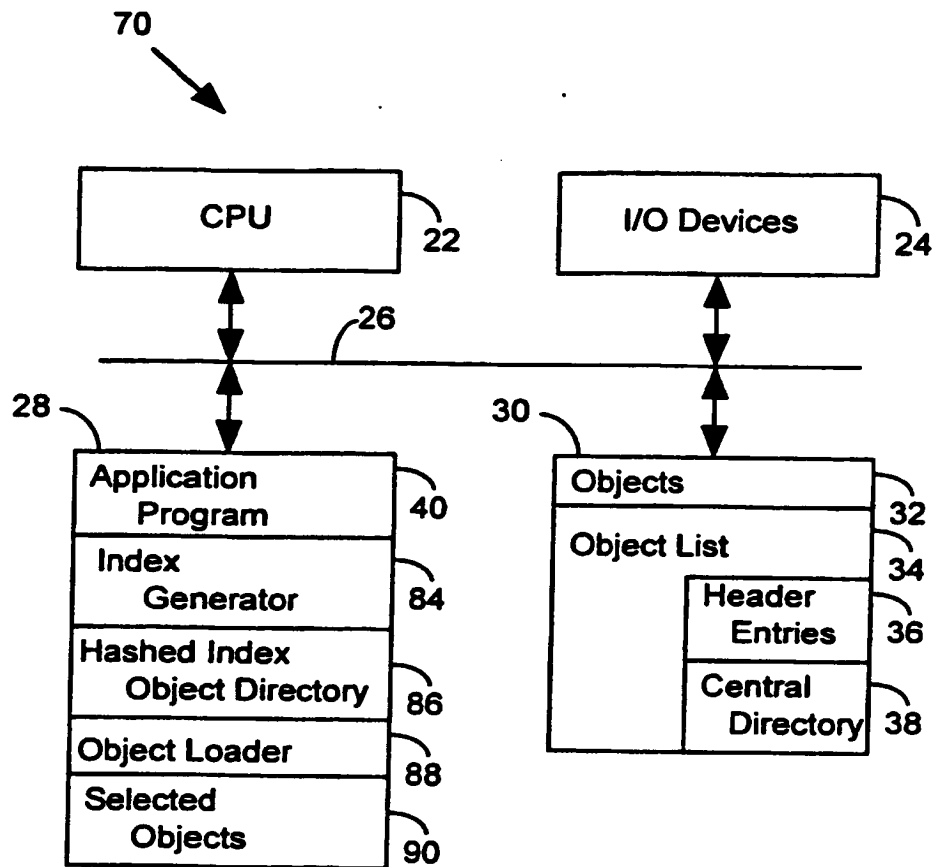 70
CPU
22
I/O Devices
24
26
28
Application
Program
40
Index
Generator
84
Hashed Index
Object Directory
86
Object Loader
88
Selected
Objects
90
30
Objects
32
Object List
34
Header
Entries
36
Central
Directory
38